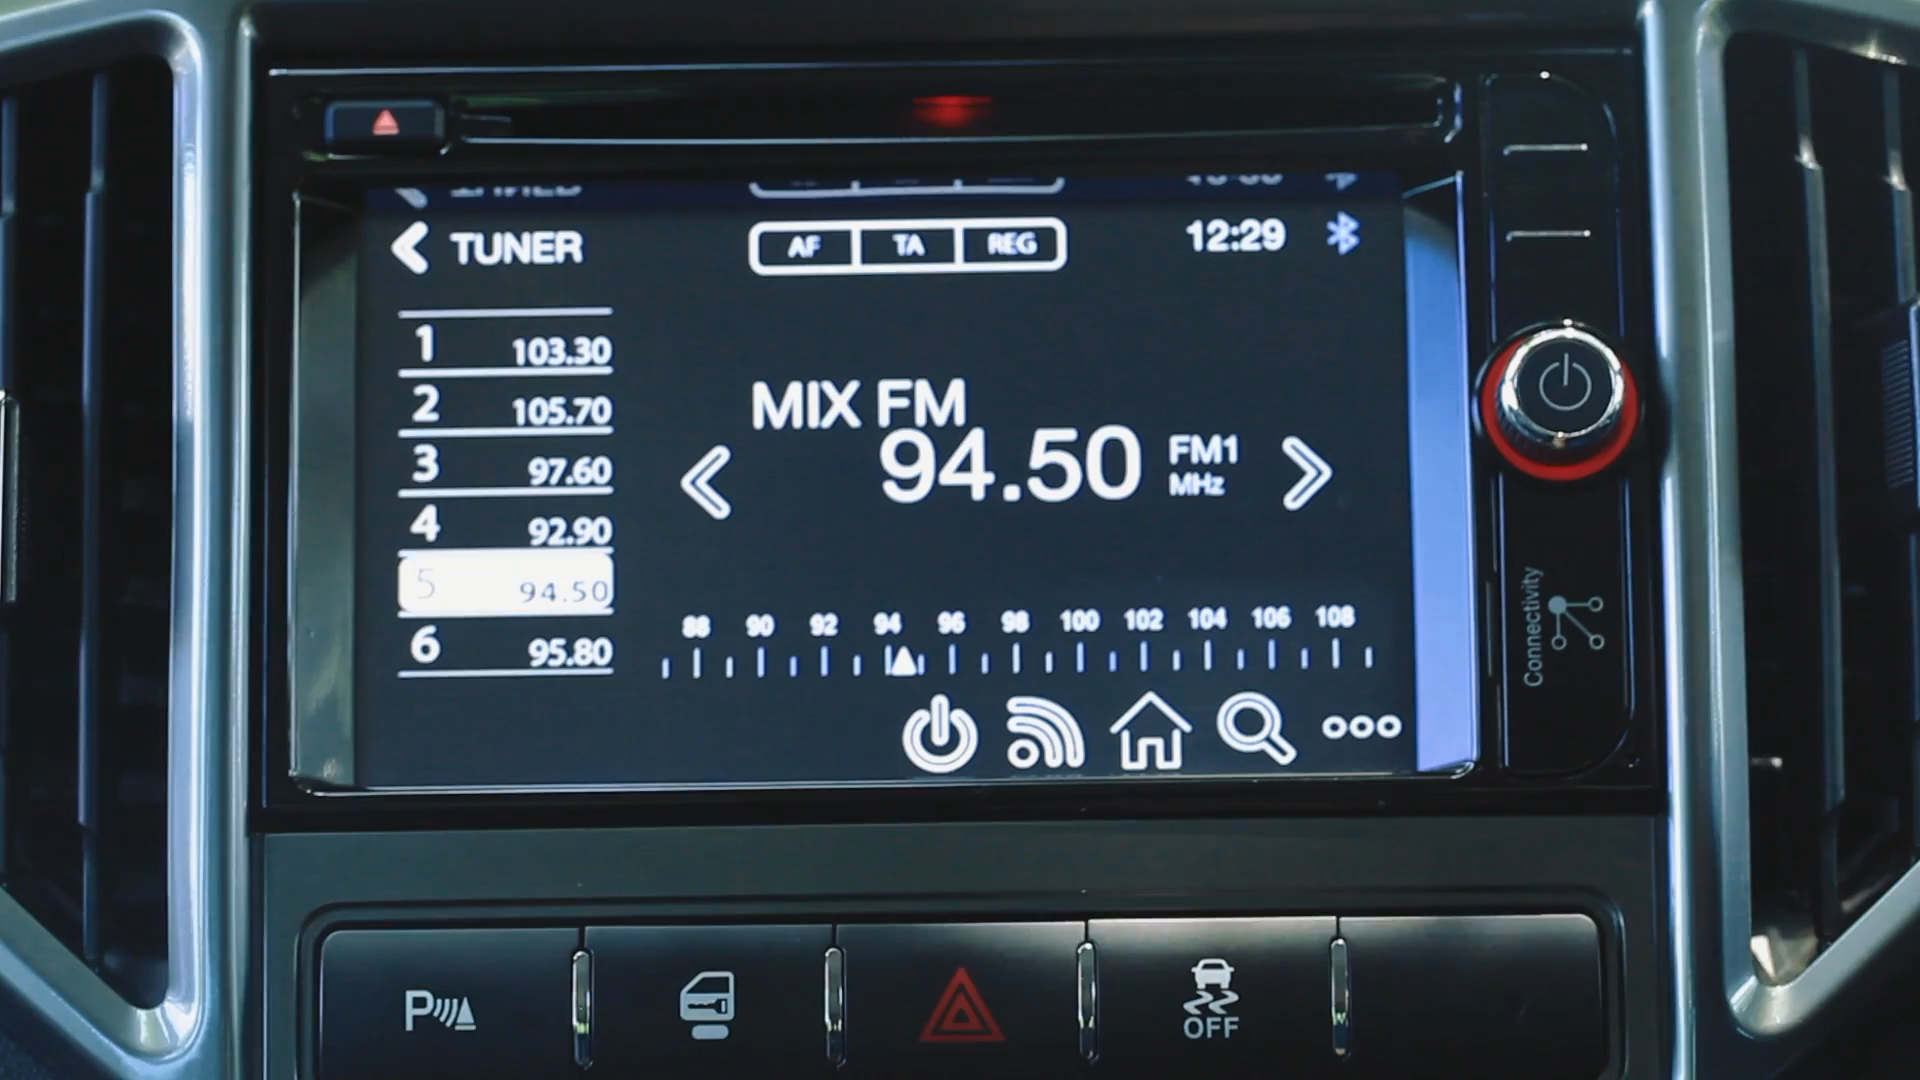 TUNER
AF TA REG
12:29
1 103.30
2 105.70
3 97.60
4 92.90
5 94.50
6 95.80
MIX FM
94.50 FM1
MHz
88 90 92 94 96 98 100 102 104 106 108
Connectivity
P
OFF